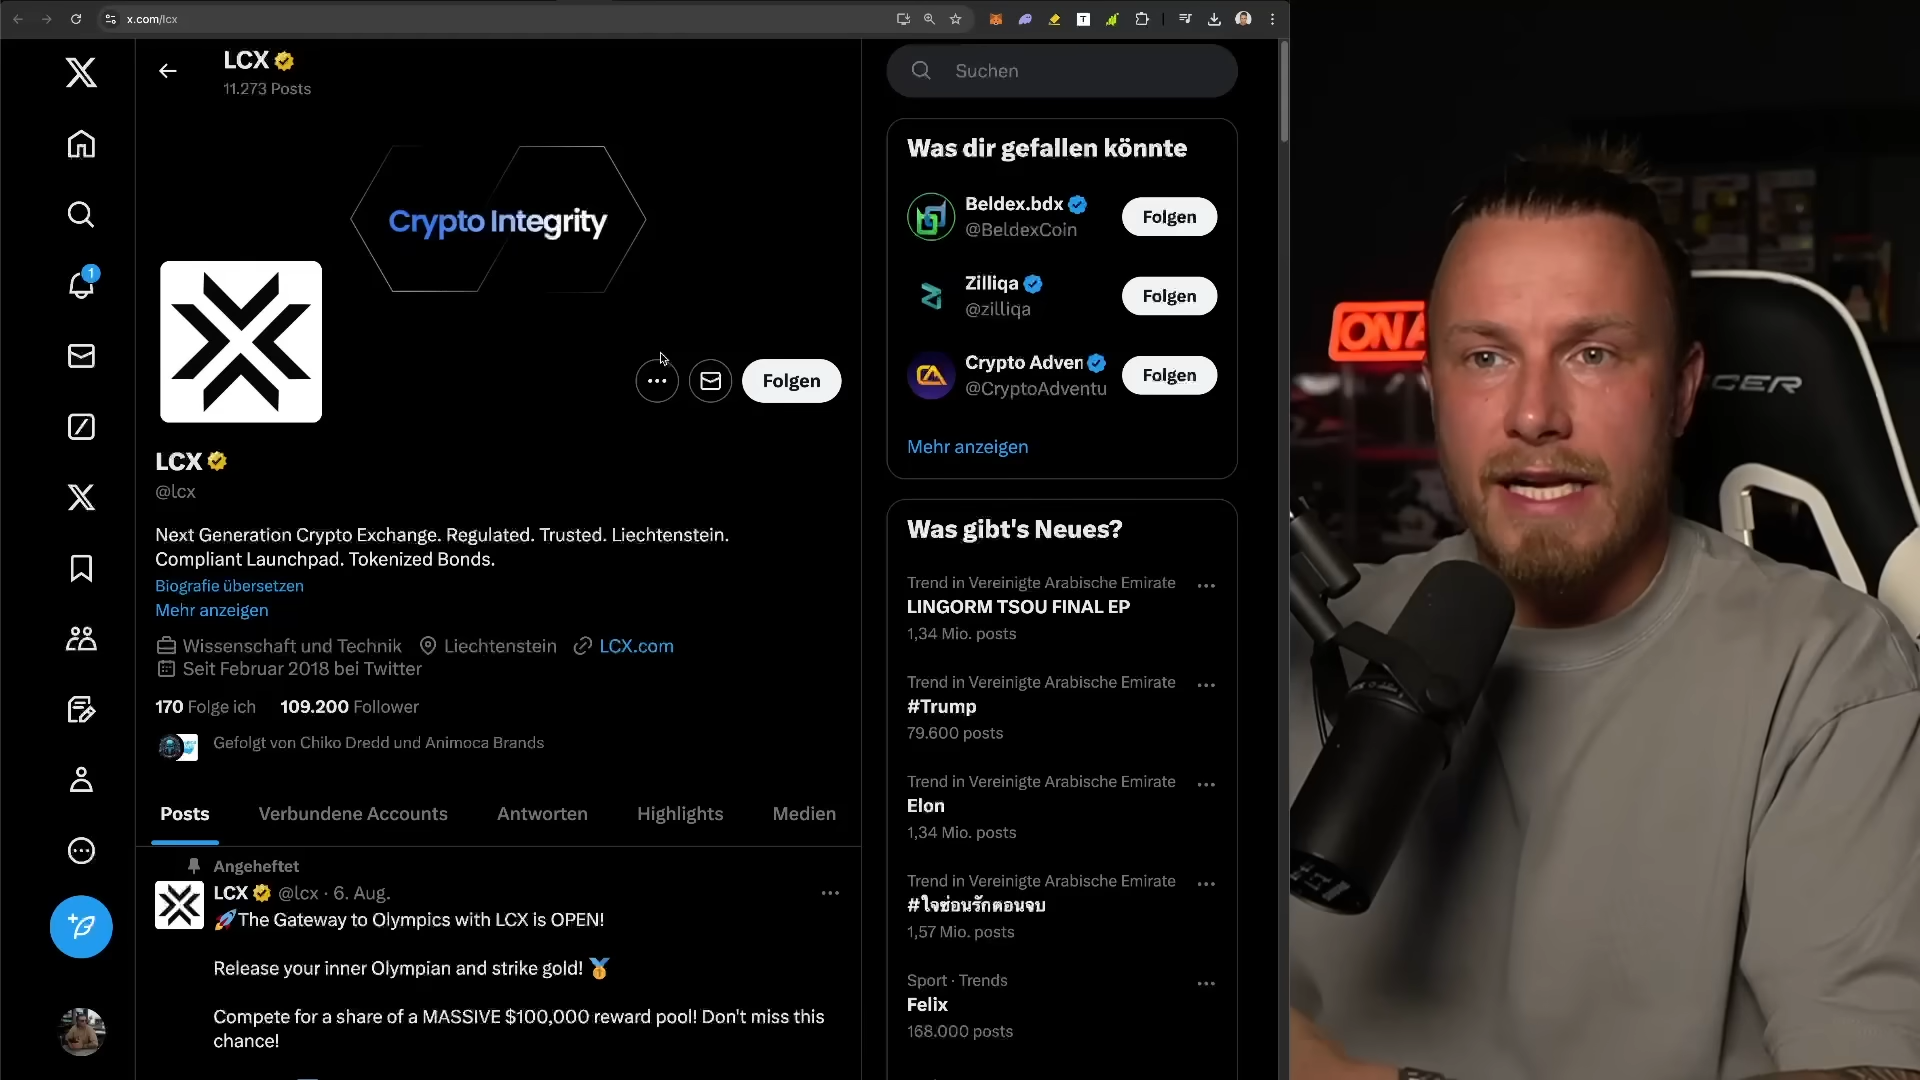 x.com/lcx
LCX
11.273 Posts
Crypto Integrity
Folgen
LCX
@lcx
Next Generation Crypto Exchange. Regulated. Trusted. Liechtenstein.
Compliant Launchpad. Tokenized Bonds.
Biografie übersetzen
Mehr anzeigen
Wissenschaft und Technik Liechtenstein LCX.com
Seit Februar 2018 bei Twitter
170 Folge ich 109.200 Follower
Gefolgt von Chiko Dredd und Animoca Brands
Posts Verbundene Accounts Antworten Highlights Medien
Angeheftet
LCX @lcx · 6. Aug.
🚀The Gateway to Olympics with LCX is OPEN!
Release your inner Olympian and strike gold! 🏅
Compete for a share of a MASSIVE $100,000 reward pool! Don't miss this
chance!
1
Suchen
Was dir gefallen könnte
Beldex.bdx
@BeldexCoin
Folgen
Zilliqa
@zilliqa
Folgen
Crypto Adven
@CryptoAdventu
Folgen
Mehr anzeigen
Was gibt's Neues?
Trend in Vereinigte Arabische Emirate
LINGORM TSOU FINAL EP
1,34 Mio. posts
Trend in Vereinigte Arabische Emirate
#Trump
79.600 posts
Trend in Vereinigte Arabische Emirate
Elon
1,34 Mio. posts
Trend in Vereinigte Arabische Emirate
#ใจซ่อนรักตอนจบ
1,57 Mio. posts
Sport · Trends
Felix
168.000 posts
ON A
CER